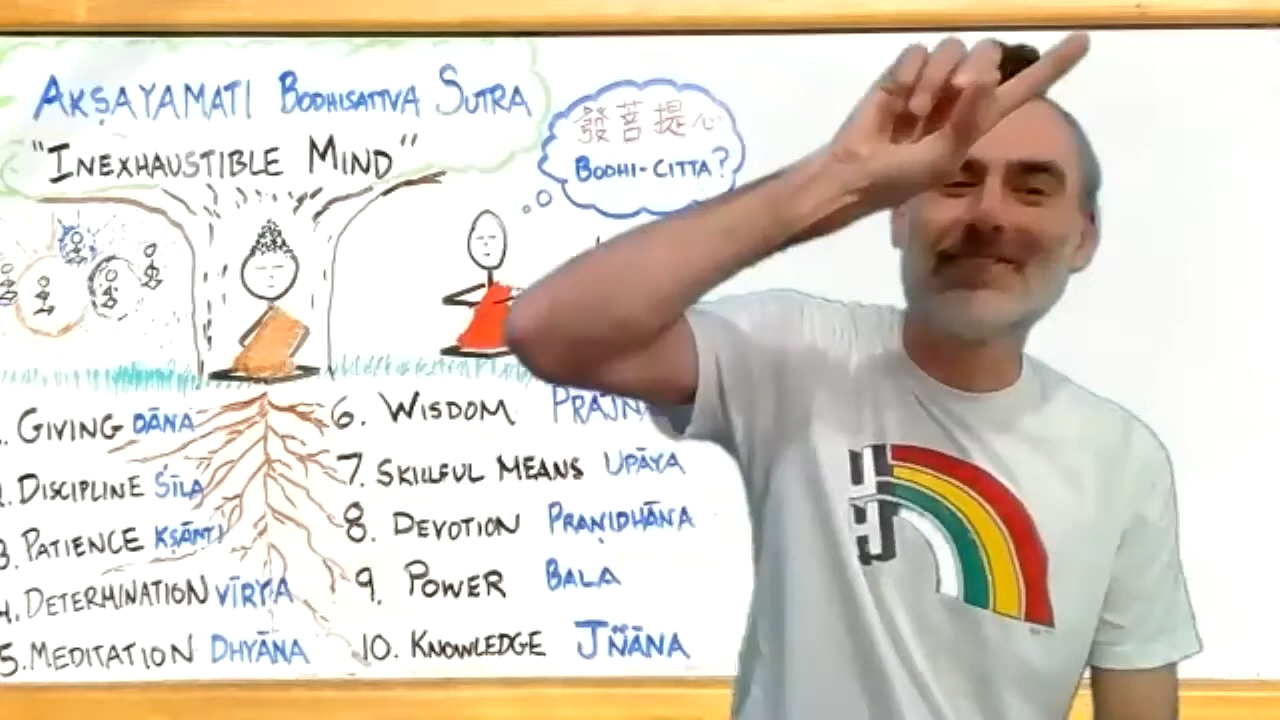 AKṢAYAMATI BODHISATTVA SUTRA
"INEXHAUSTIBLE MIND"
發菩提心
BODHI-CITTA?
GIVING DĀNA
DISCIPLINE ŚĪLA
3. PATIENCE KṢĀNTI
4. DETERMINATION VĪRYA
5. MEDITATION DHYĀNA
6. WISDOM
7. SKILLFUL MEANS UPĀYA
8. DEVOTION PRAṆIDHĀNA
9. POWER BALA
10. KNOWLEDGE JÑĀNA